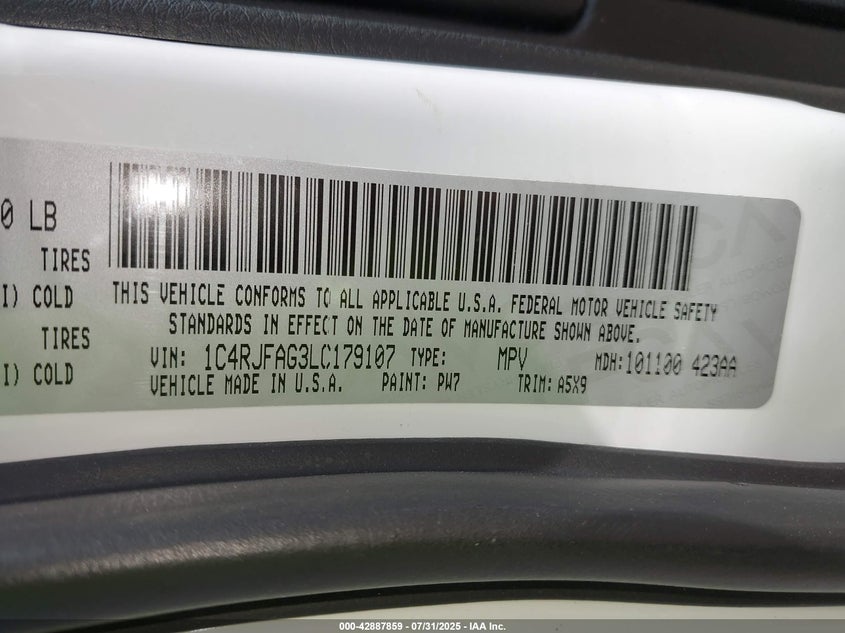 0 LB
TIRES
I) COLD
TIRES
I) COLD
THIS VEHICLE CONFORMS TO ALL APPLICABLE U.S.A. FEDERAL MOTOR VEHICLE SAFETY
STANDARDS IN EFFECT ON THE DATE OF MANUFACTURE SHOWN ABOVE.
VIN: 1C4RJFAG3LC179107 TYPE: MPV MDH:101100 423AA
VEHICLE MADE IN U.S.A. PAINT: PW7 TRIM: A5X9
000-42887859 - 07/31/2025 - IAA Inc.